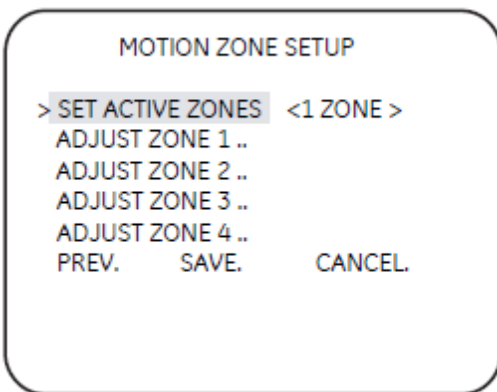 MOTION ZONE SETUP
> SET ACTIVE ZONES <1 ZONE >
ADJUST ZONE 1 ..
ADJUST ZONE 2 ..
ADJUST ZONE 3 ..
ADJUST ZONE 4 ..
PREV. SAVE. CANCEL.